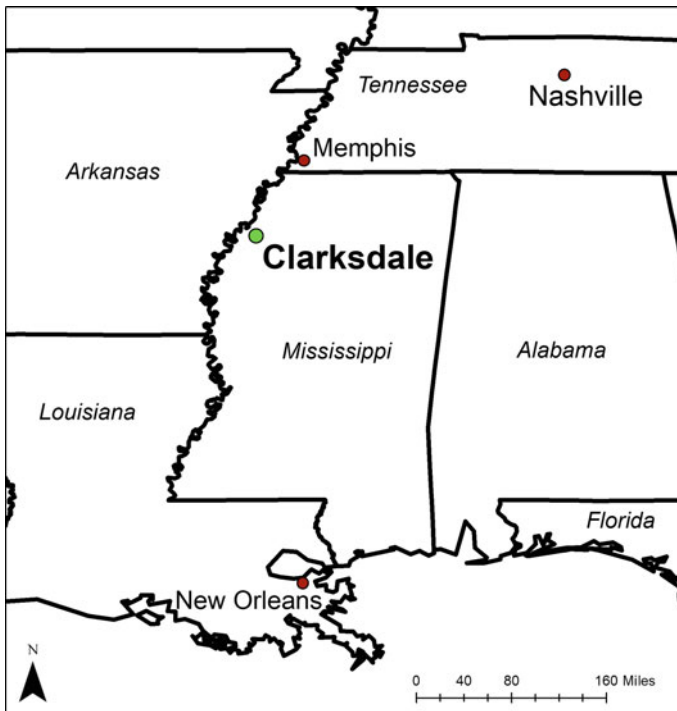 Tennessee
Nashville
Memphis
Arkansas
Clarksdale
Mississippi
Alabama
Louisiana
Florida
New Orleans
N
0 40 80 160 Miles